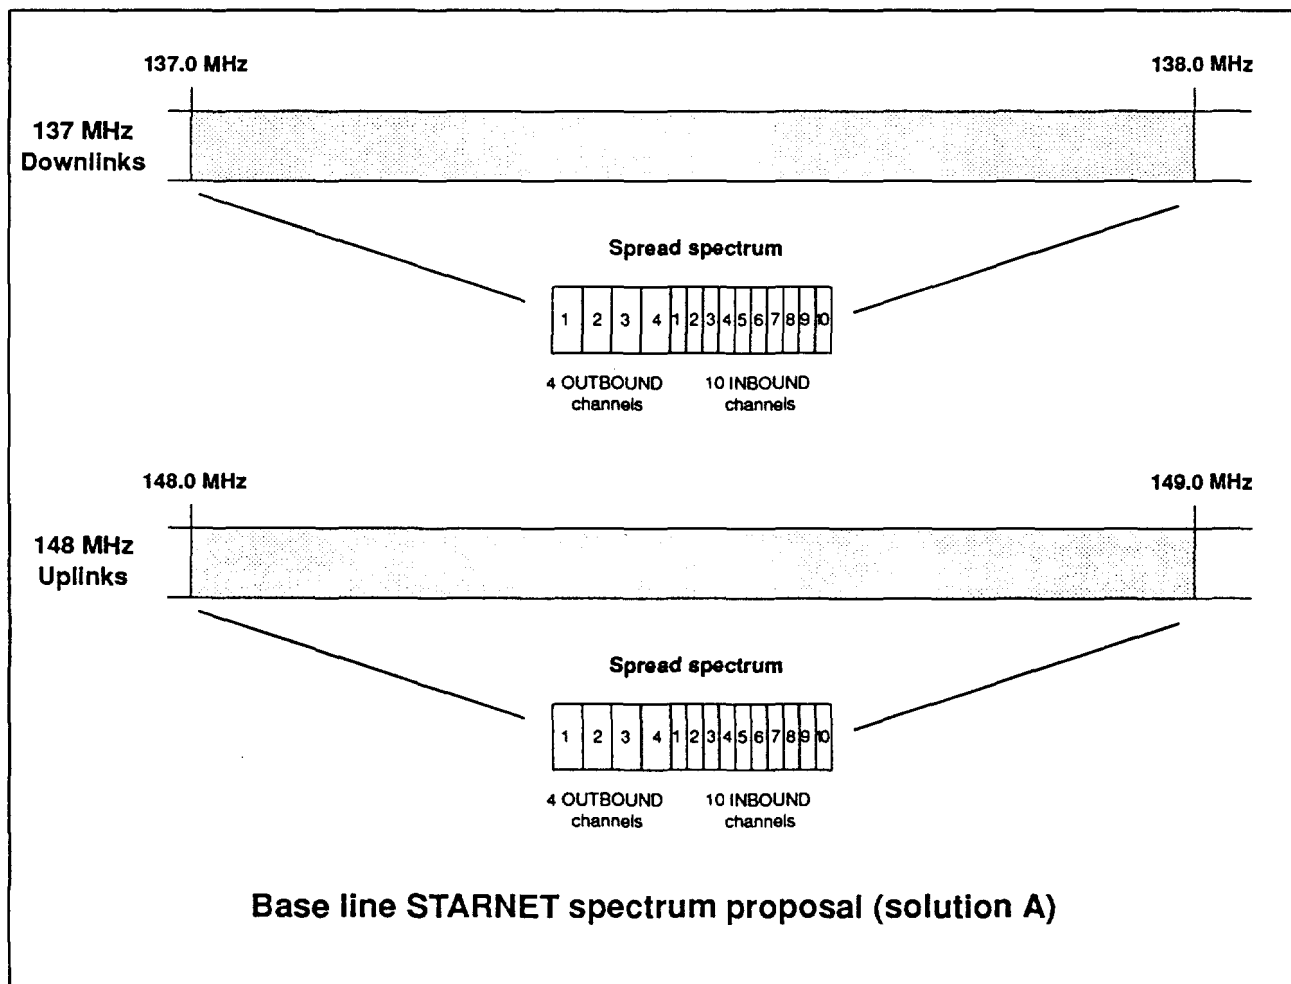 137.0 MHz 138.0 MHz
137 MHz
Downlinks
Spread spectrum
1 2 3 4 1 2 3 4 5 6 7 8 9 10
4 OUTBOUND 10 INBOUND
channels channels
148.0 MHz 149.0 MHz
148 MHz
Uplinks
Spread spectrum
1 2 3 4 1 2 3 4 5 6 7 8 9 10
4 OUTBOUND 10 INBOUND
channels channels
Base line STARNET spectrum proposal (solution A)